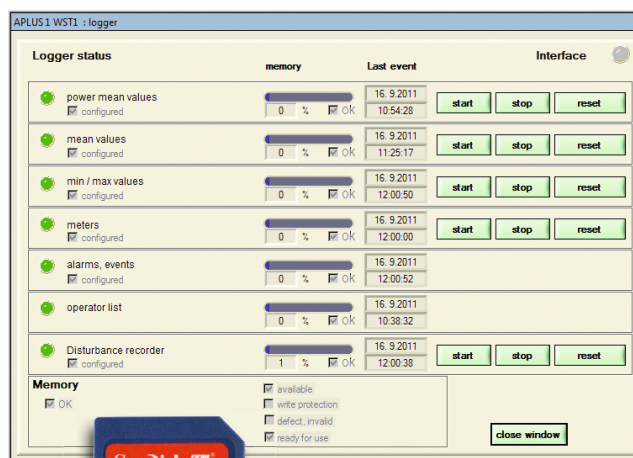 APLUS 1 WST1 : logger
Logger status
memory
Last event
Interface
power mean values
configured
0 % OK
16. 9.2011
10:54:28
start stop reset
mean values
configured
0 % OK
16. 9.2011
11:25:17
start stop reset
min / max values
configured
0 % OK
16. 9.2011
12:00:50
start stop reset
meters
configured
0 % OK
16. 9.2011
12:00:00
start stop reset
alarms, events
configured
0 % OK
16. 9.2011
12:00:52
operator list
0 % OK
16. 9.2011
10:38:32
Disturbance recorder
configured
1 % OK
16. 9.2011
12:00:38
start stop reset
Memory
OK
available
write protection
defect, invalid
ready for use
close window
SanDisk